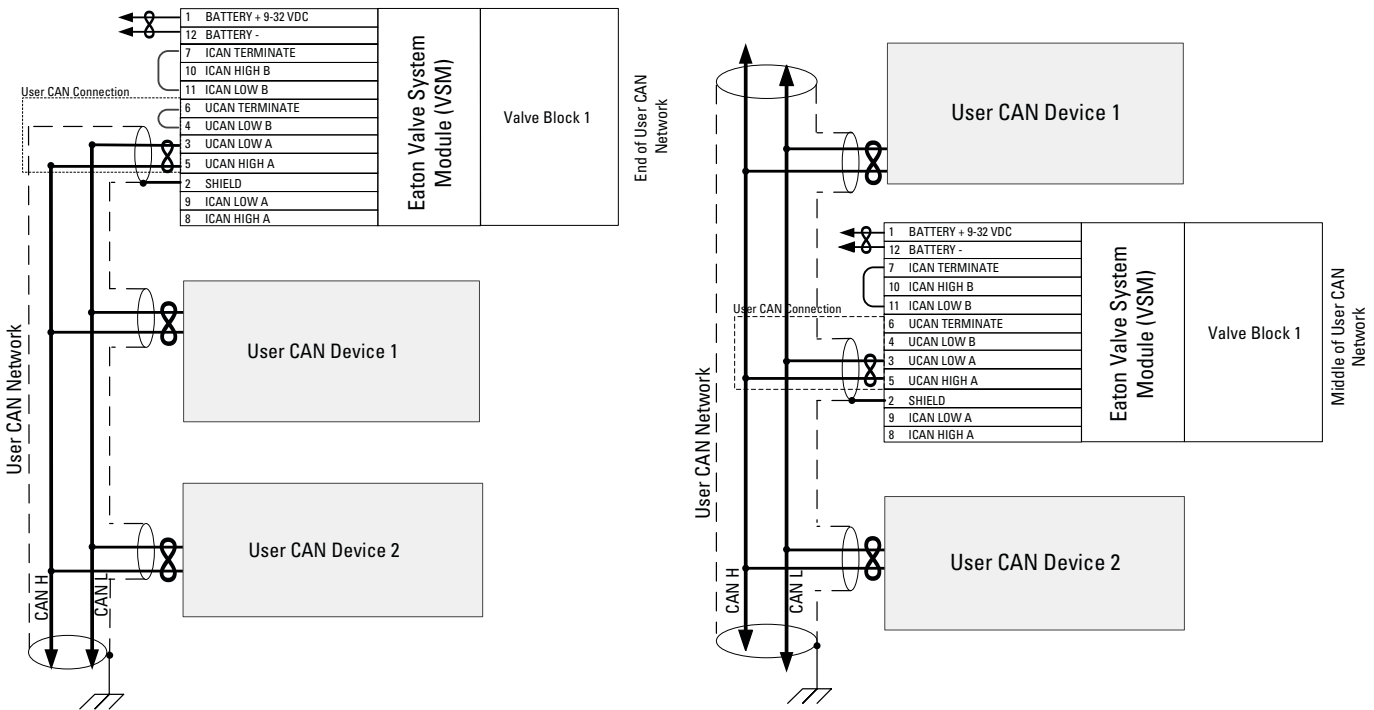 1 BATTERY + 9-32 VDC
12 BATTERY -
7 ICAN TERMINATE
10 ICAN HIGH B
11 ICAN LOW B
6 UCAN TERMINATE
4 UCAN LOW B
3 UCAN LOW A
5 UCAN HIGH A
2 SHIELD
9 ICAN LOW A
8 ICAN HIGH A
User CAN Connection
Eaton Valve System
Module (VSM)
Valve Block 1
End of User CAN
Network
User CAN Device 1
User CAN Device 2
User CAN Network
CAN H
CAN L
User CAN Device 1
1 BATTERY + 9-32 VDC
12 BATTERY -
7 ICAN TERMINATE
10 ICAN HIGH B
11 ICAN LOW B
6 UCAN TERMINATE
4 UCAN LOW B
3 UCAN LOW A
5 UCAN HIGH A
2 SHIELD
9 ICAN LOW A
8 ICAN HIGH A
User CAN Connection
Eaton Valve System
Module (VSM)
Valve Block 1
Middle of User CAN
Network
User CAN Device 2
User CAN Network
CAN H
CAN L